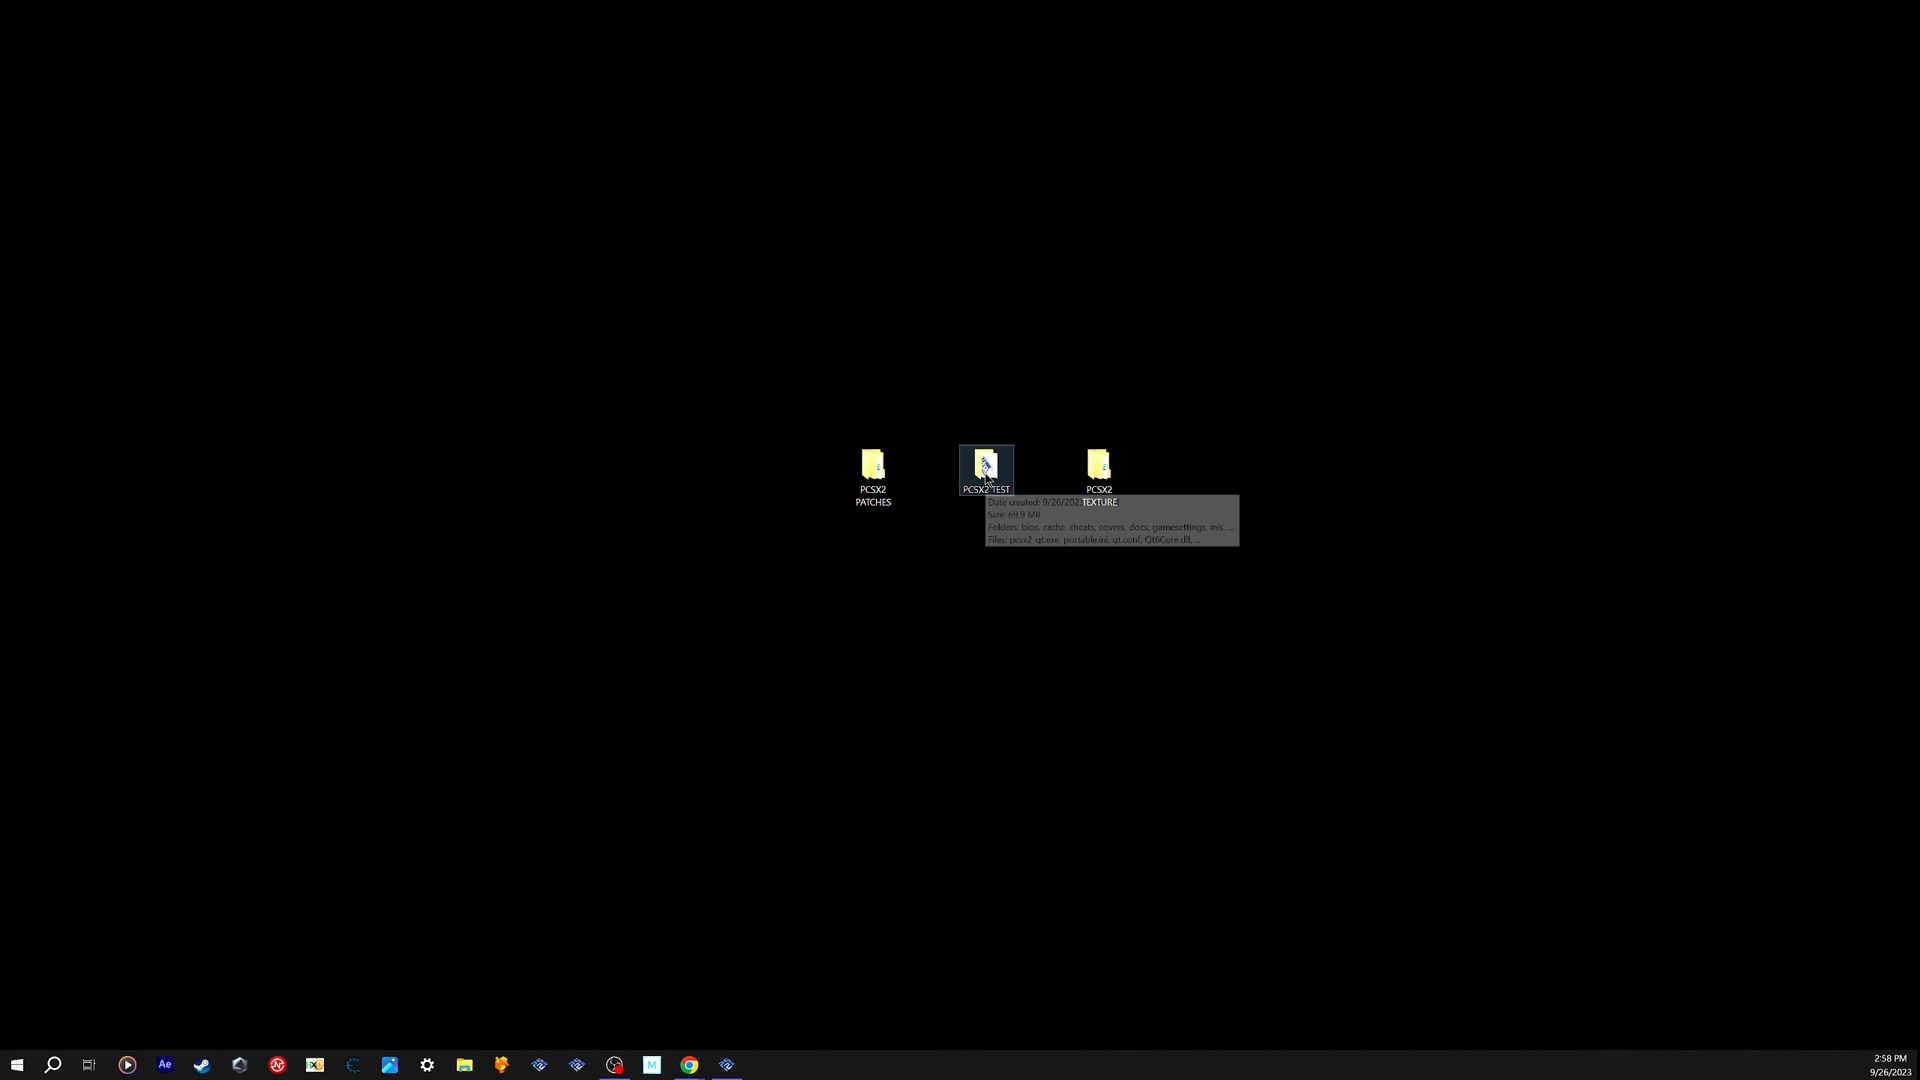 PCSX2
PATCHES
PCSX2 TEST
PCSX2
TEXTURE
Date created: 9/26/202
Size: 69.9 MB
Folders: bios, cache, cheats, covers, docs, gamesettings, inis, ...
Files: pcsx2-qt.exe, portable.ini, qt.conf, Qt6Core.dll, ...
Ae
M
2:58 PM
9/26/2023